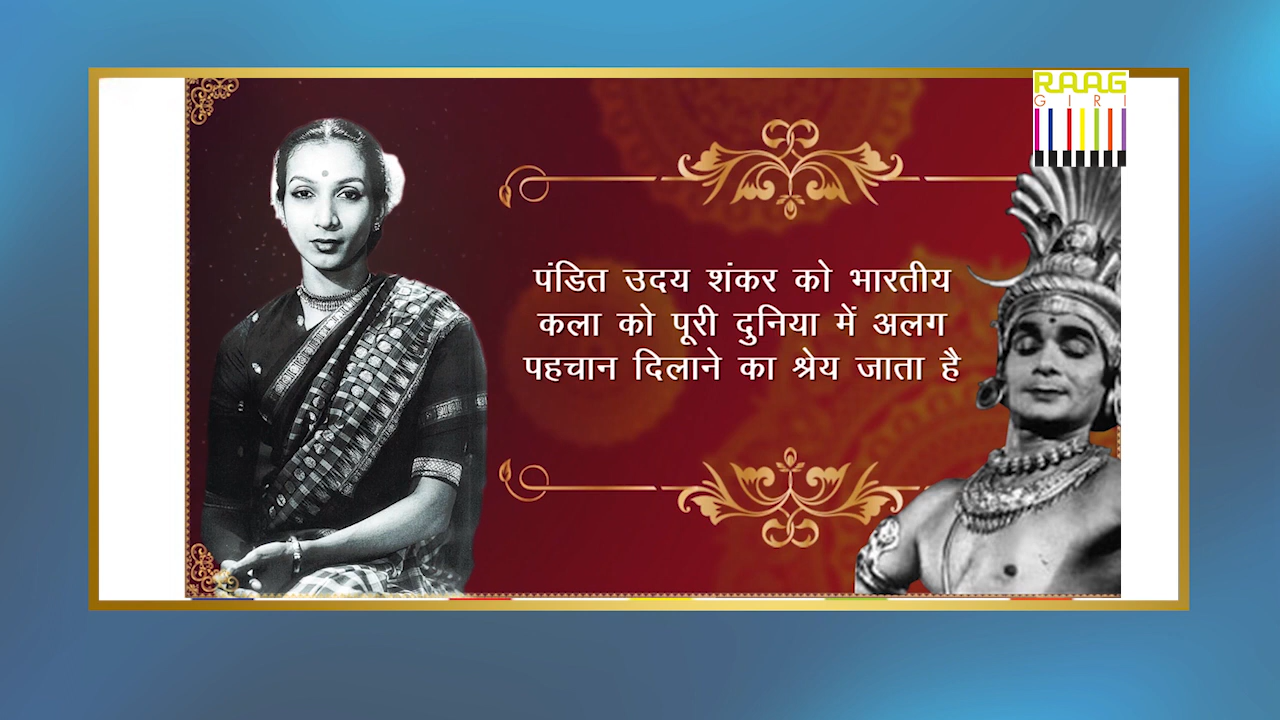 RAAG
GIRI
पंडित उदय शंकर को भारतीय
कला को पूरी दुनिया में अलग
पहचान दिलाने का श्रेय जाता है